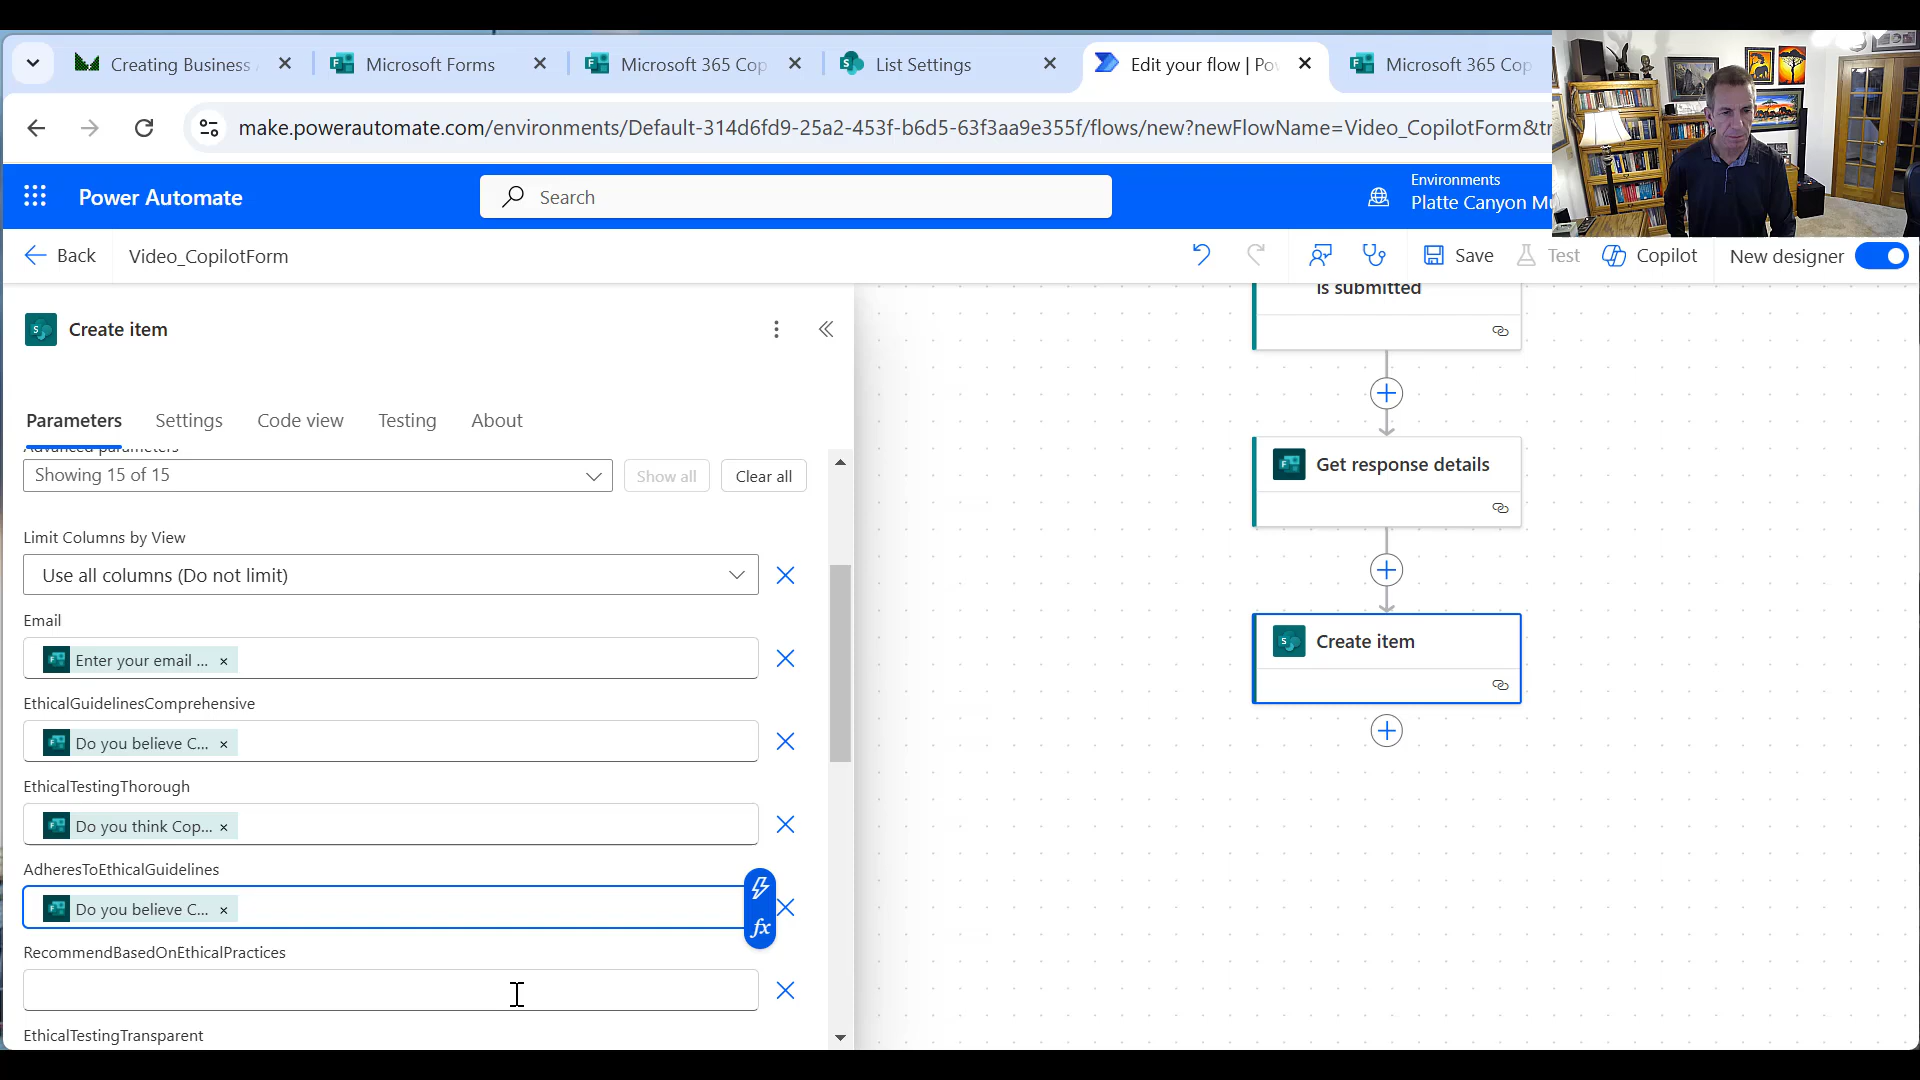 Creating Business
Microsoft Forms
Microsoft 365 Cop
List Settings
Edit your flow | Po
Microsoft 365 Cop
make.powerautomate.com/environments/Default-314d6fd9-25a2-453f-b6d5-63f3aa9e355f/flows/new?newFlowName=Video_CopilotForm&tr
Power Automate
Search
Environments
Platte Canyon Mu
Back
Video_CopilotForm
Save
Test
Copilot
New designer
Create item
Parameters
Settings
Code view
Testing
About
Advanced parameters
Showing 15 of 15
Show all
Clear all
Limit Columns by View
Use all columns (Do not limit)
Email
Enter your email ...
EthicalGuidelinesComprehensive
Do you believe C...
EthicalTestingThorough
Do you think Cop...
AdheresToEthicalGuidelines
Do you believe C...
fx
RecommendBasedOnEthicalPractices
EthicalTestingTransparent
is submitted
Get response details
Create item